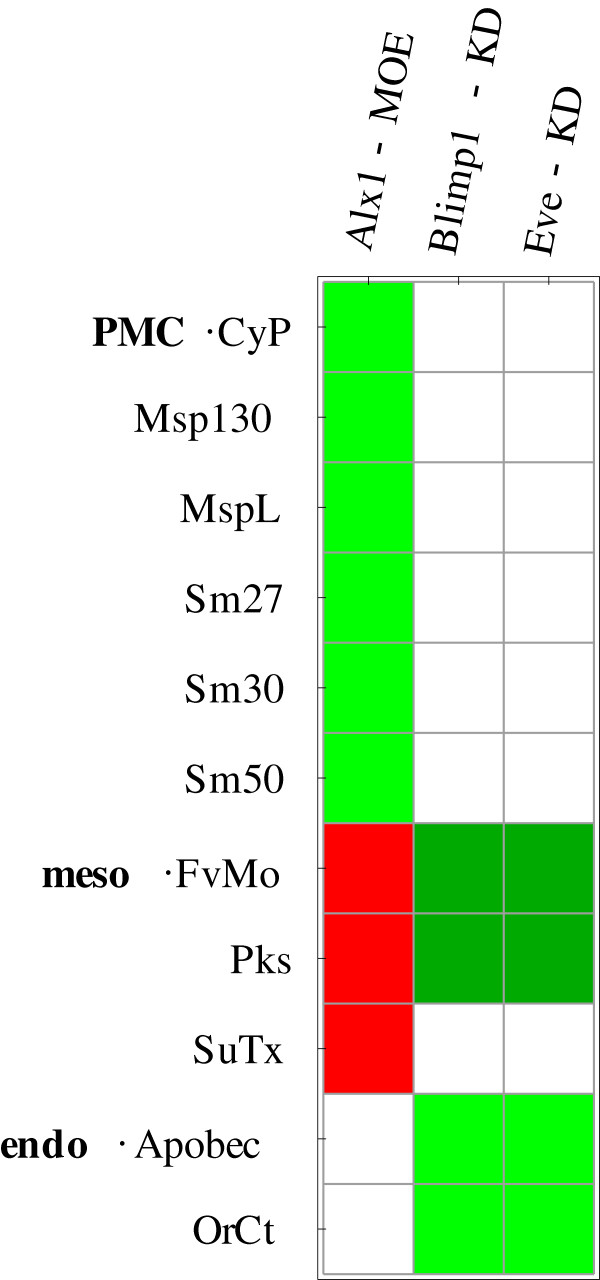 Alx1 - MOE
Blimp1 - KD
Eve - KD
PMC ·CyP
Msp130
MspL
Sm27
Sm30
Sm50
meso ·FvMo
Pks
SuTx
endo ·Apobec
OrCt